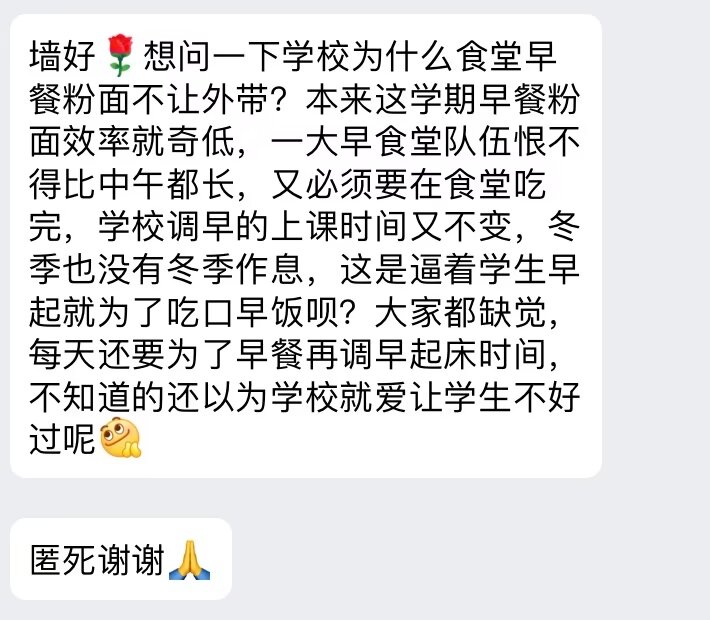 墙好🌹想问一下学校为什么食堂早
餐粉面不让外带？本来这学期早餐粉
面效率就奇低，一大早食堂队伍恨不
得比中午都长，又必须要在食堂吃
完，学校调早的上课时间又不变，冬
季也没有冬季作息，这是逼着学生早
起就为了吃口早饭呗？大家都缺觉，
每天还要为了早餐再调早起床时间，
不知道的还以为学校就爱让学生不好
过呢
匿死谢谢🙏